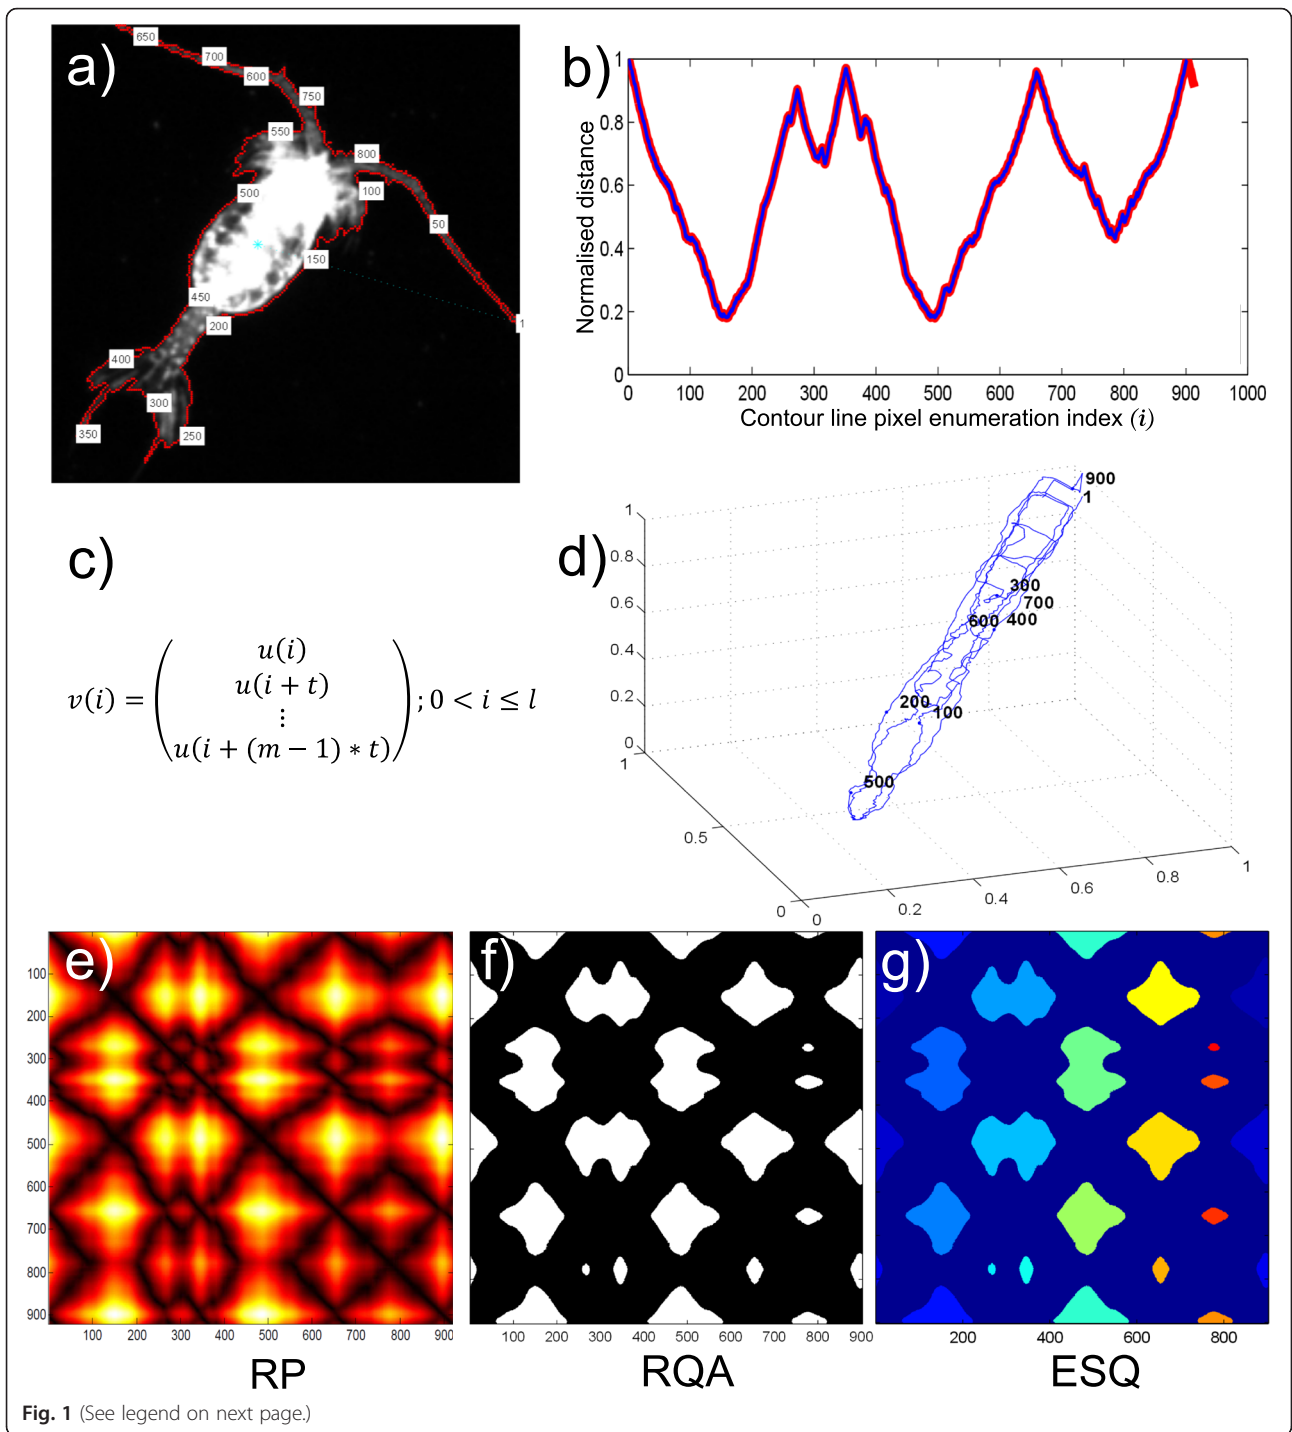 a)
650
700
600
750
550
800
100
500
50
150
450
200
400
300
350
250
1
b)
1
0.8
0.6
0.4
0.2
0
Normalised distance
0 100 200 300 400 500 600 700 800 900 1000
Contour line pixel enumeration index (i)
c)
v(i) = ( u(i)
u(i + t)
⋮
u(i + (m − 1) ∗ t) ) ; 0 < i ≤ l
d)
1
0.8
0.6
0.4
0.2
0
1
0.5
0
0
0.2
0.4
0.6
0.8
1
900
1
300
700
600 400
200
100
500
e)
100
200
300
400
500
600
700
800
900
100 200 300 400 500 600 700 800 900
RP
f)
100 200 300 400 500 600 700 800 900
RQA
g)
200 400 600 800
ESQ
Fig. 1 (See legend on next page.)